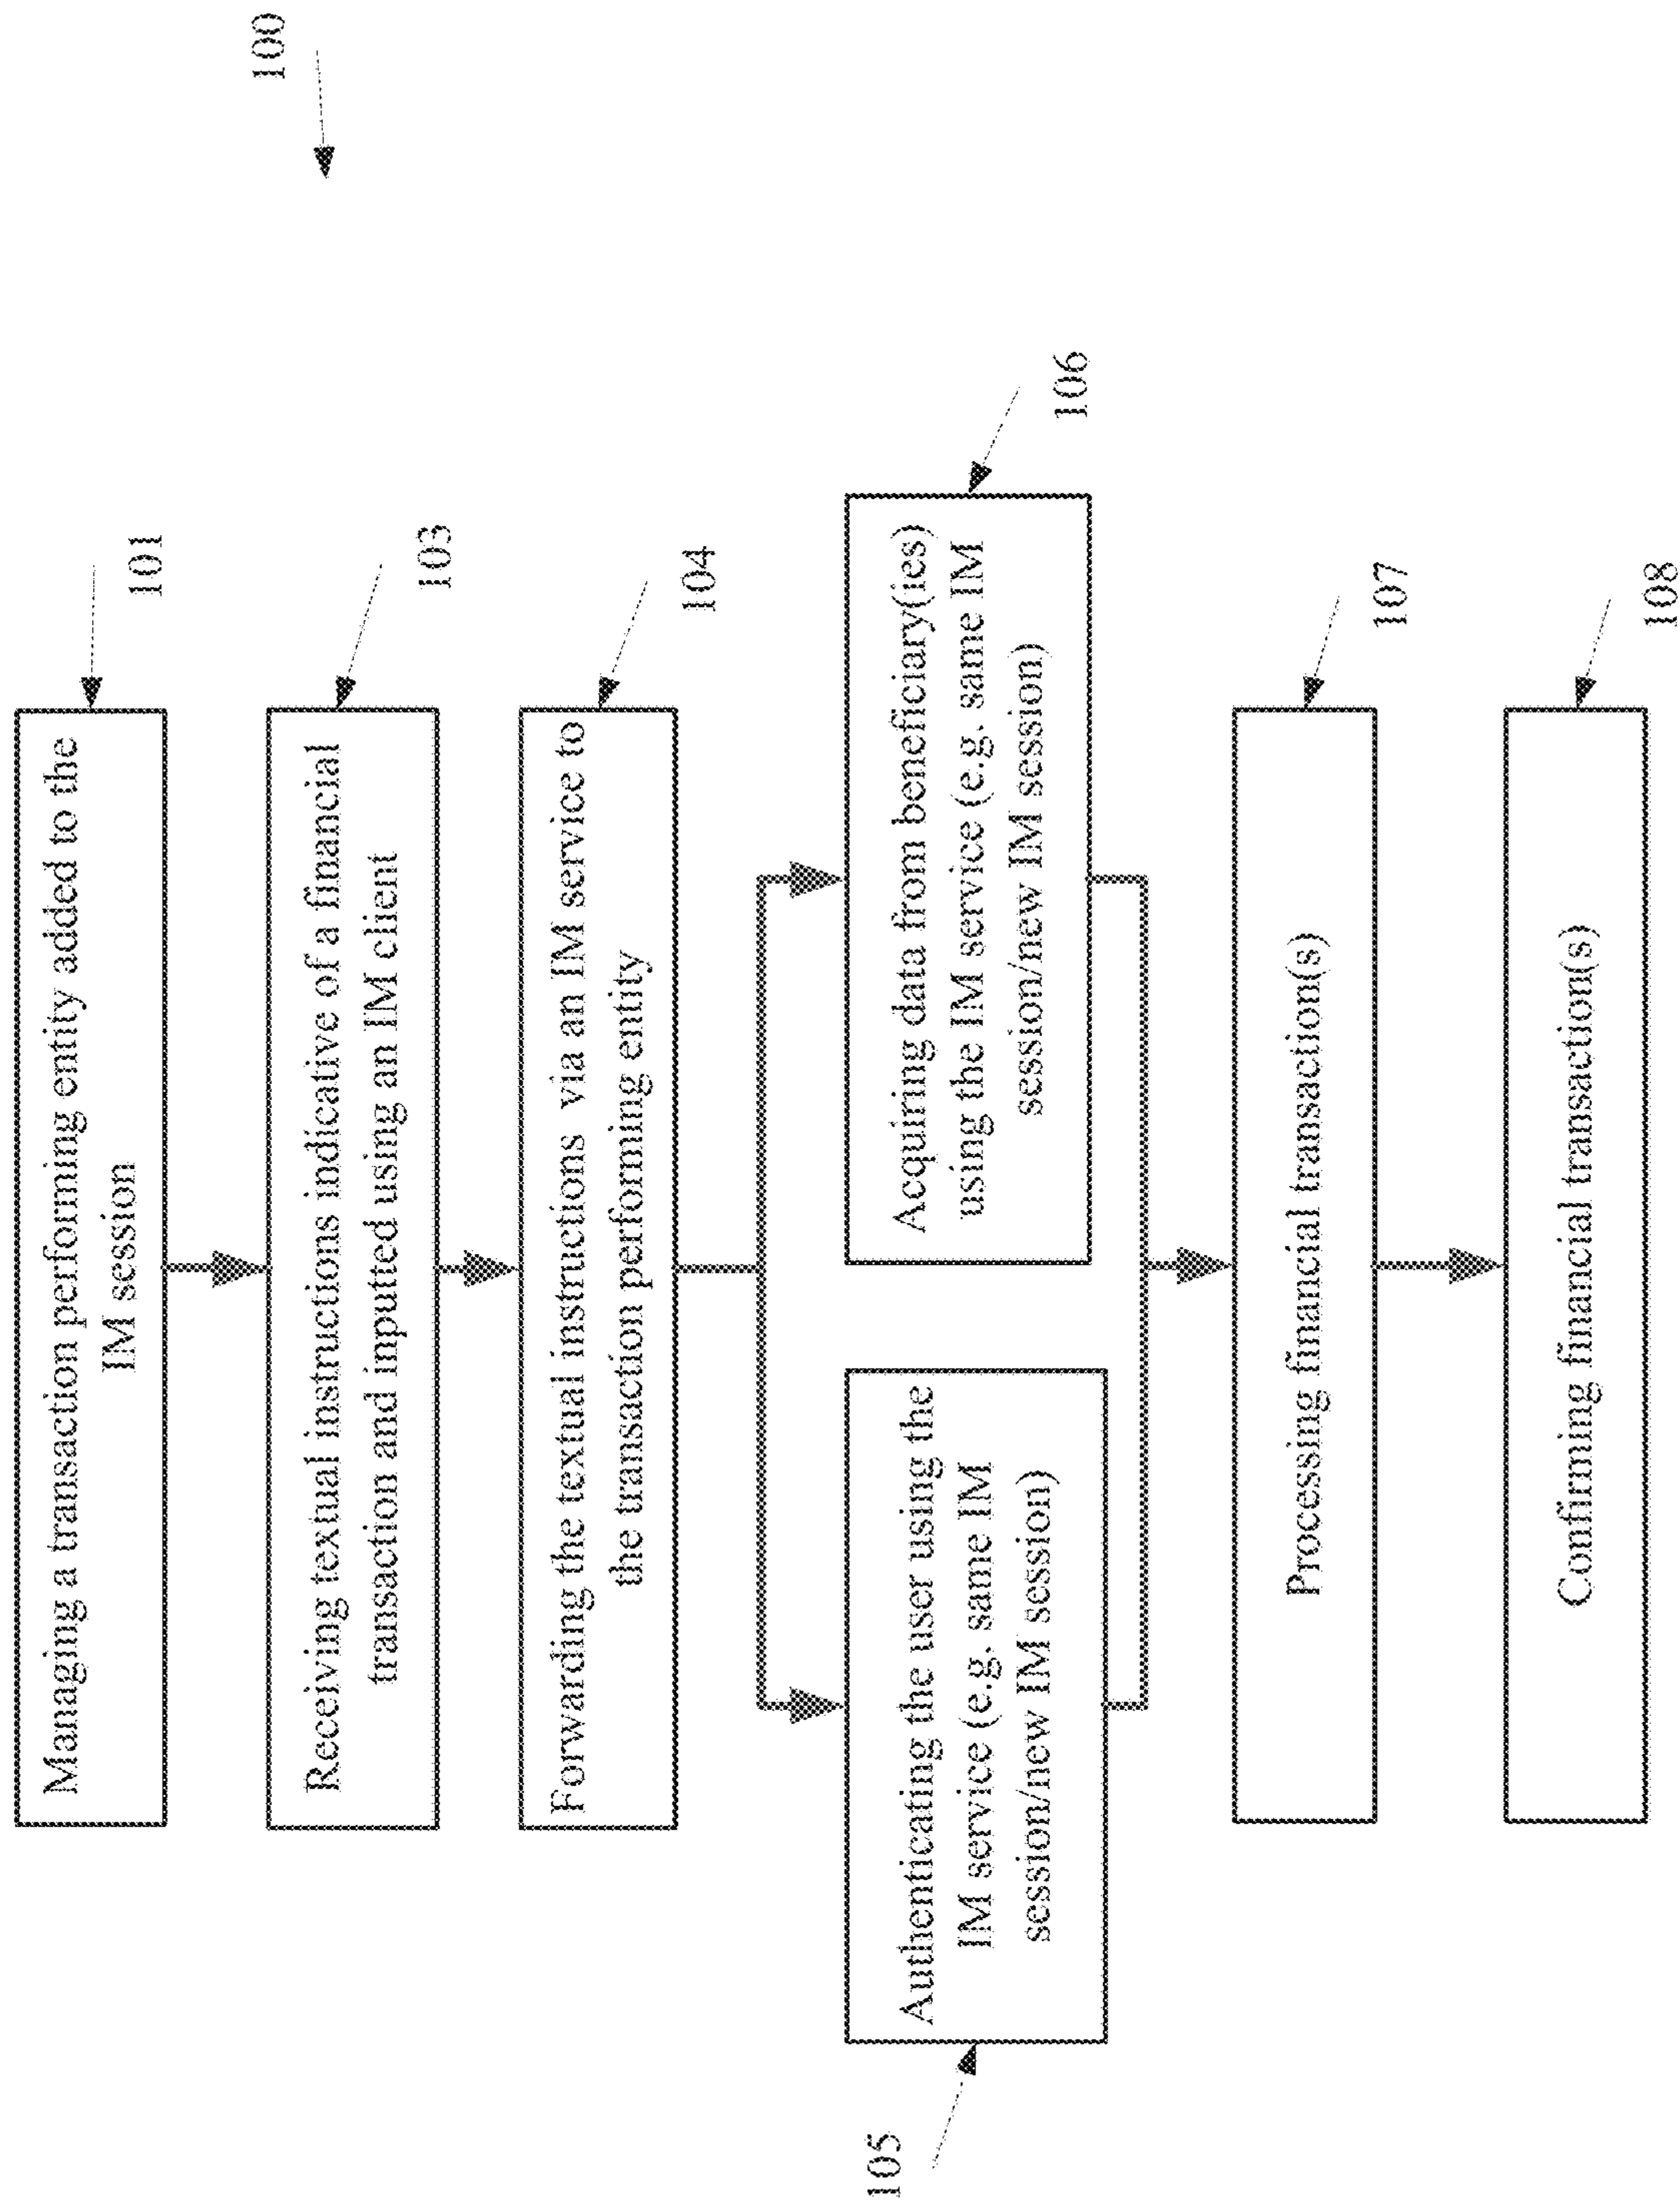 100
Managing a transaction performing entity added to the
IM session
101
Receiving textual instructions indicative of a financial
transaction and inputted using an IM client
103
Forwarding the textual instructions via an IM service to
the transaction performing entity
104
105
Authenticating the user using the
IM service (e.g. same IM
session/new IM session)
Acquiring data from beneficiary(ies)
using the IM service (e.g. same IM
session/new IM session)
106
Processing financial transaction(s)
107
Confirming financial transaction(s)
108